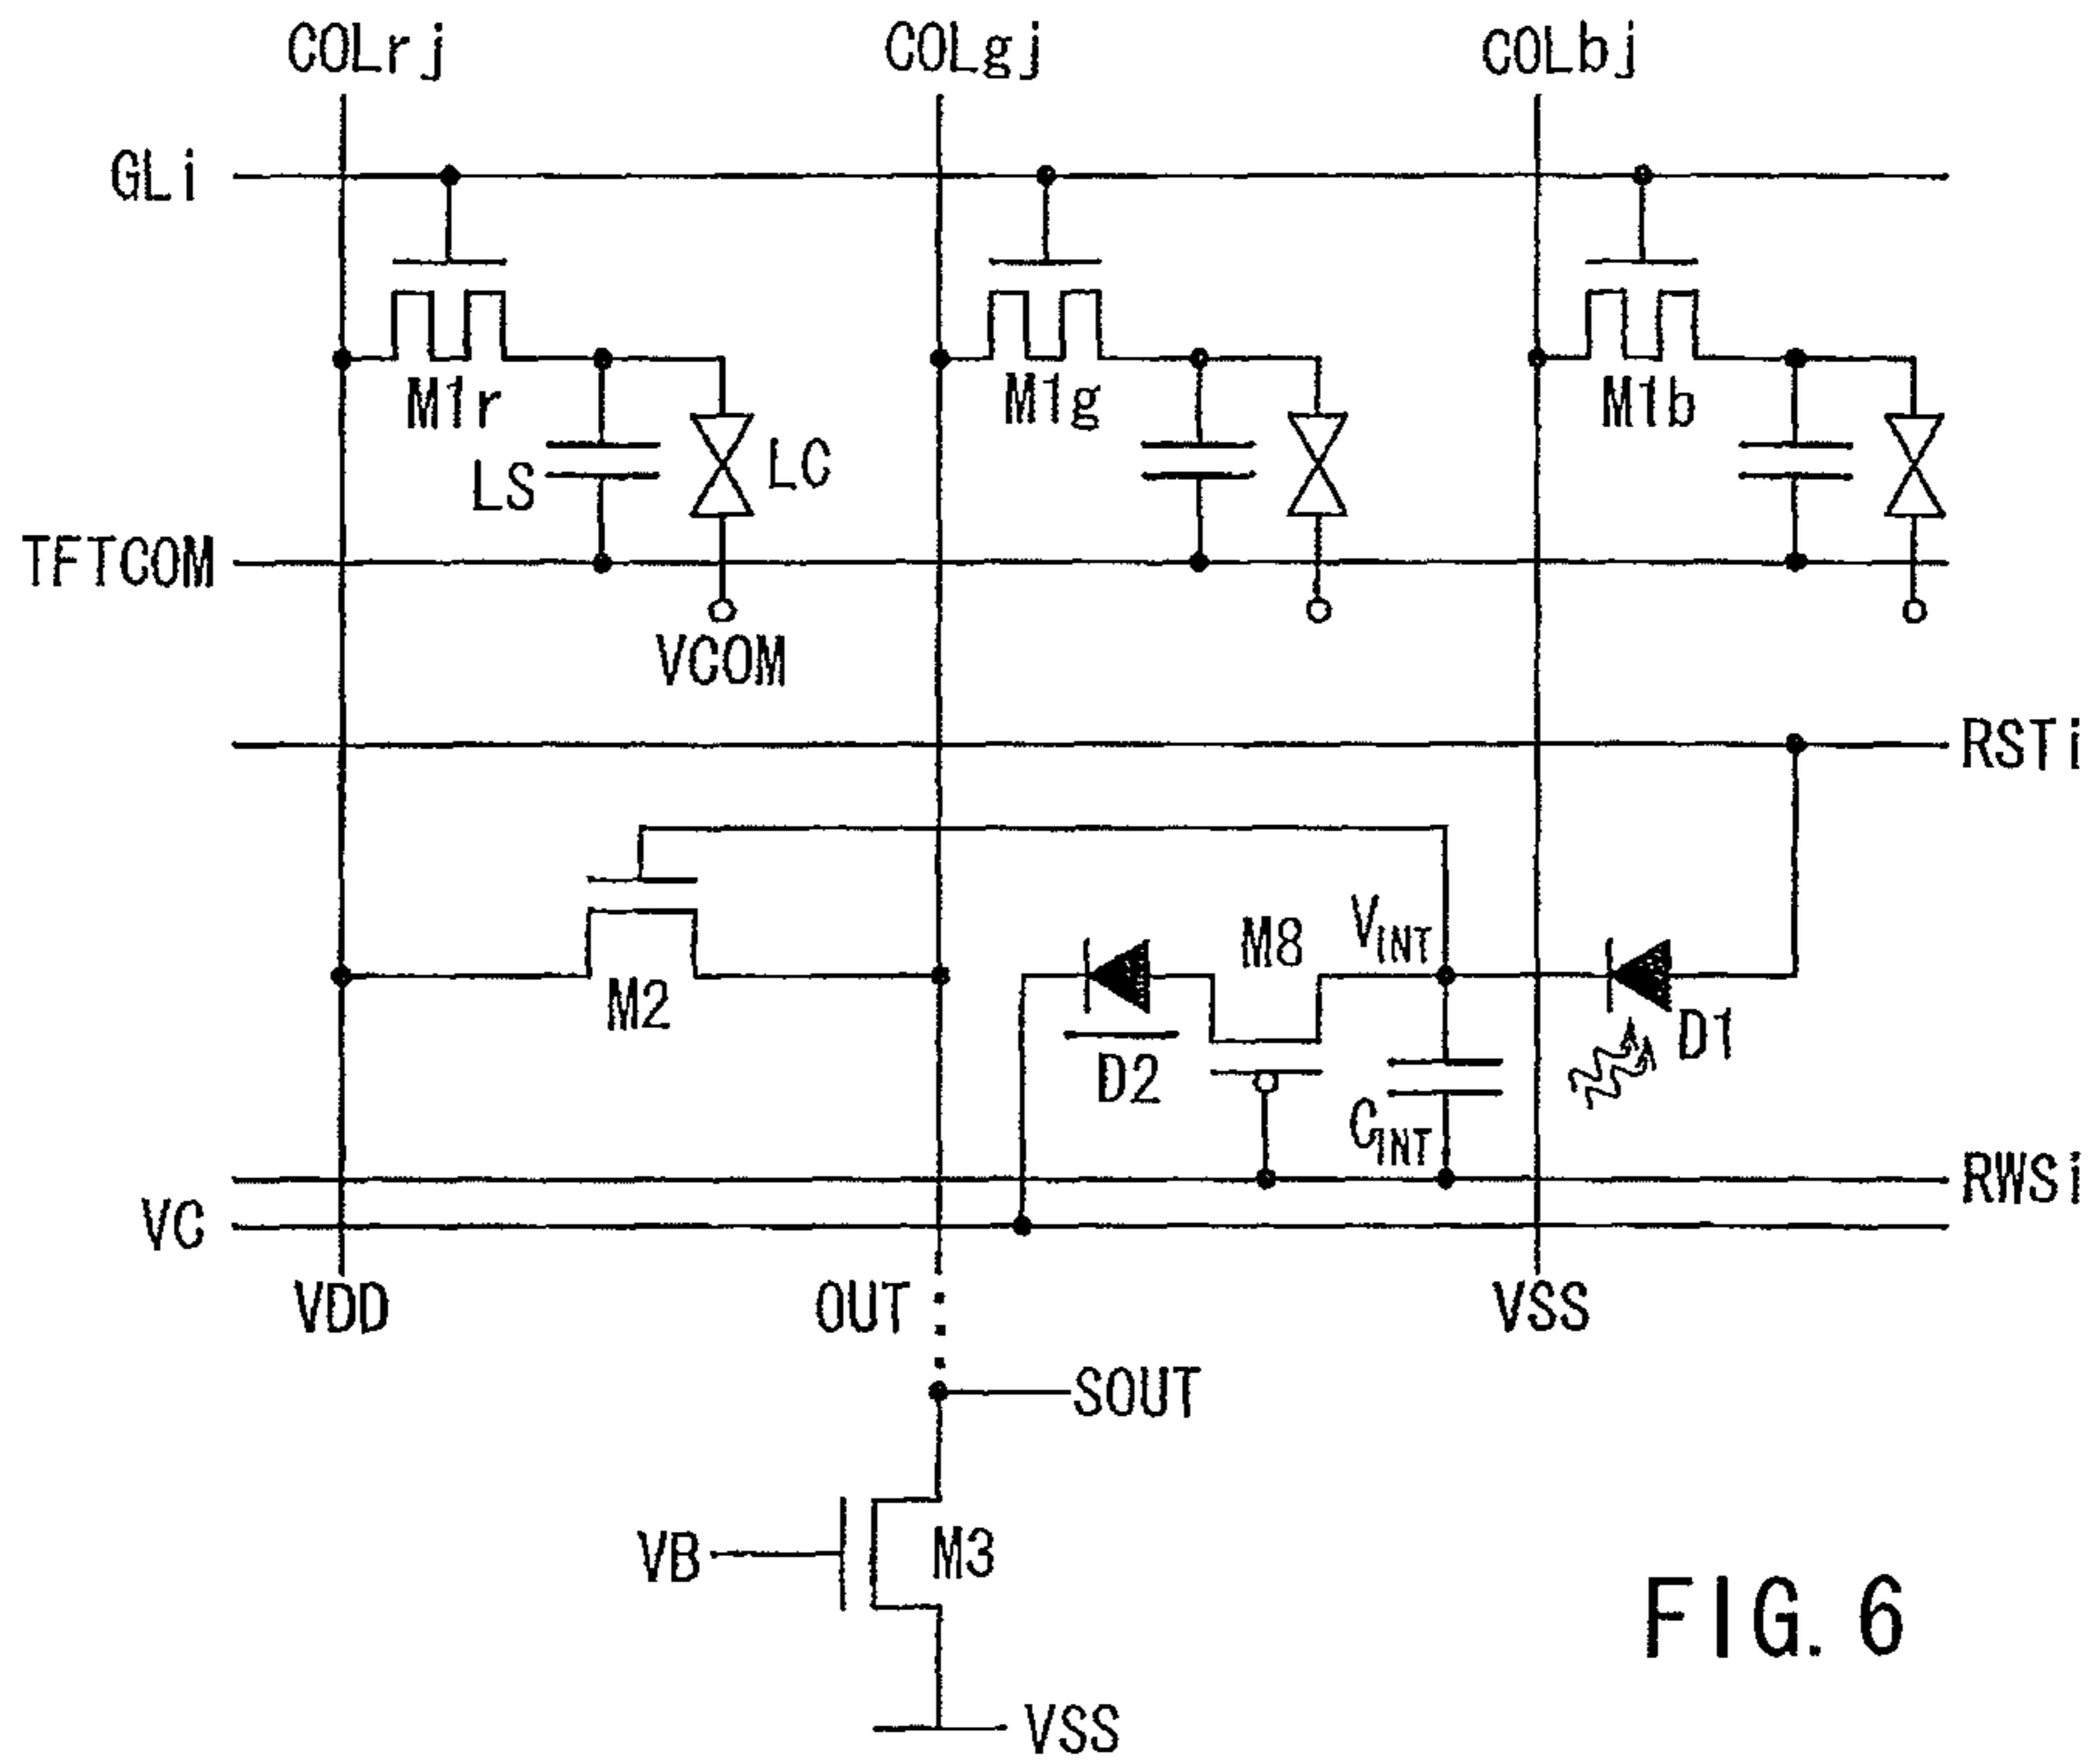 COLrj COLgj COLbj
GLi
M1r M1g M1b
LS LC
TFTCOM
VCOM
RSTi
M2 M8 VINT
D2 D1
CINT
RWSi
VC
VDD OUT VSS
SOUT
VB M3
VSS
FIG. 6